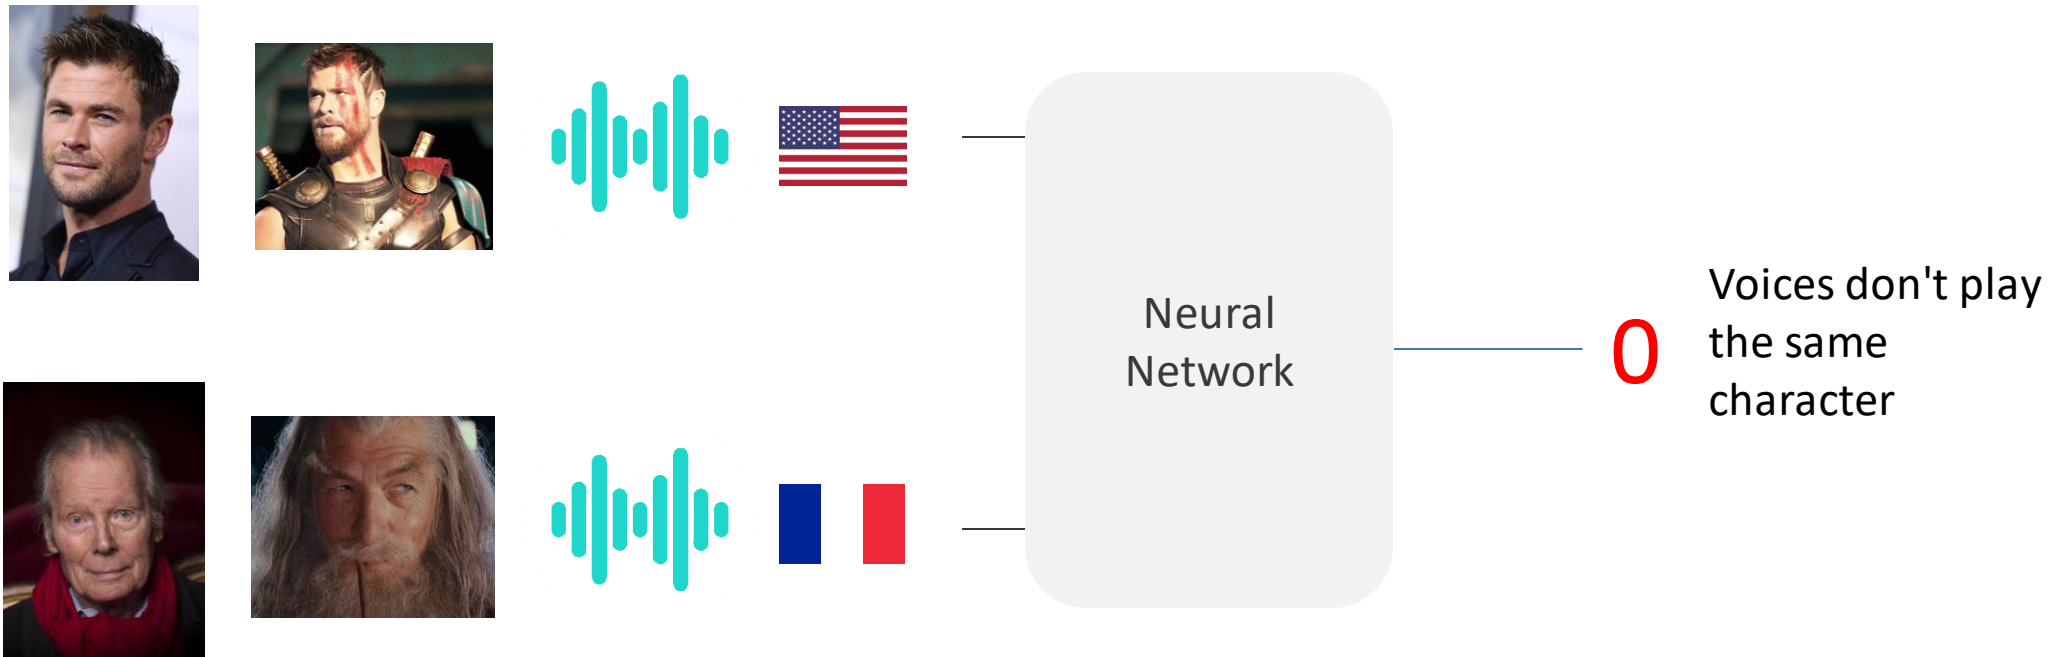 Neural
Network
0
Voices don't play
the same
character